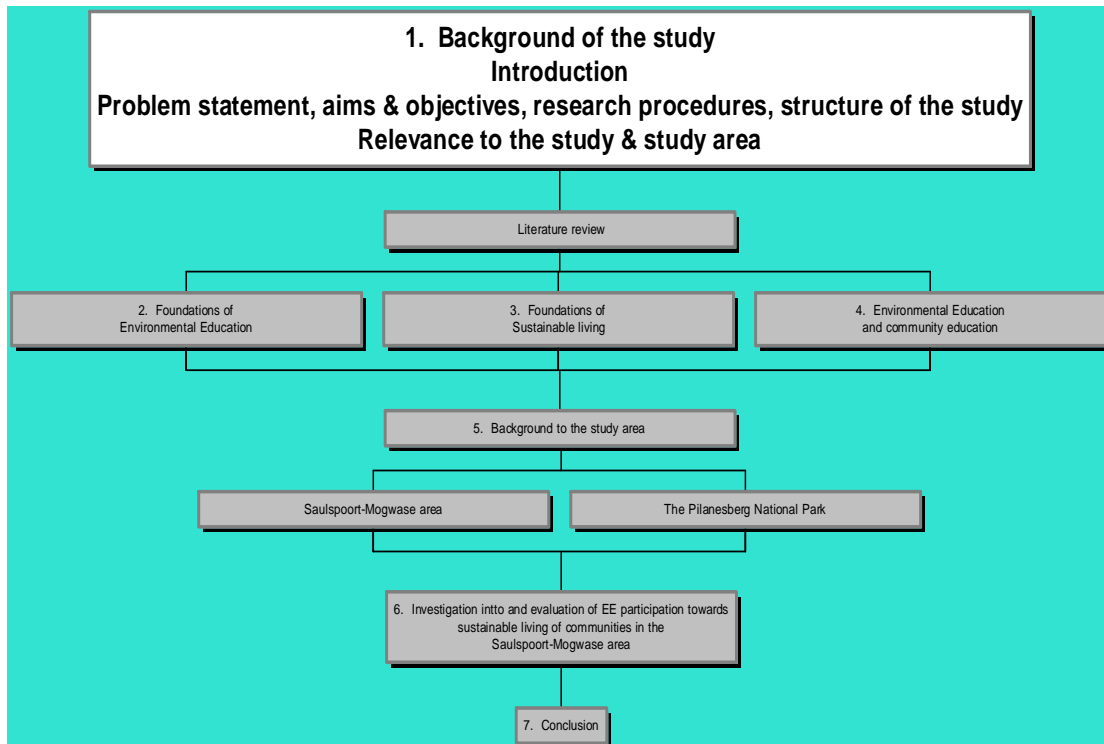 1. Background of the study
Introduction
Problem statement, aims & objectives, research procedures, structure of the study
Relevance to the study & study area
Literature review
2. Foundations of
Environmental Education
3. Foundations of
Sustainable living
4. Environmental Education
and community education
5. Background to the study area
Saulspoort-Mogwase area
The Pilanesberg National Park
6. Investigation intto and evaluation of EE participation towards
sustainable living of communities in the
Saulspoort-Mogwase area
7. Conclusion